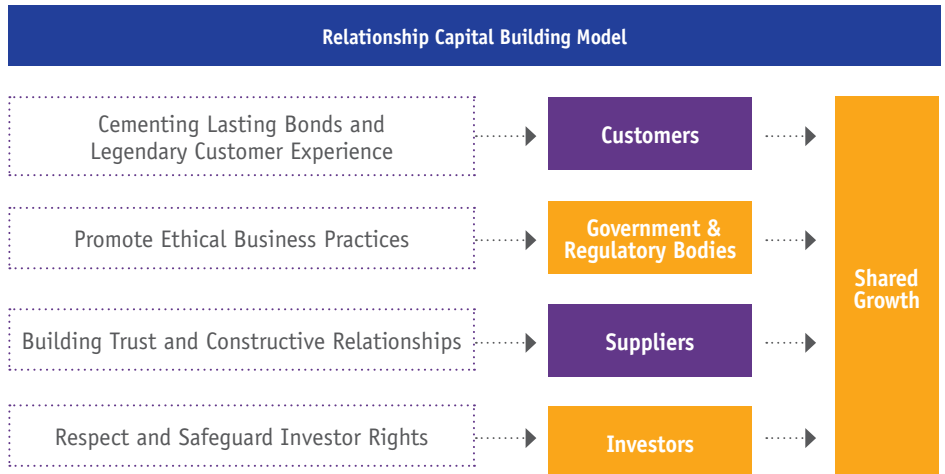 Relationship Capital Building Model
Cementing Lasting Bonds and
Legendary Customer Experience
Customers
Promote Ethical Business Practices
Government &
Regulatory Bodies
Building Trust and Constructive Relationships
Suppliers
Respect and Safeguard Investor Rights
Investors
Shared
Growth